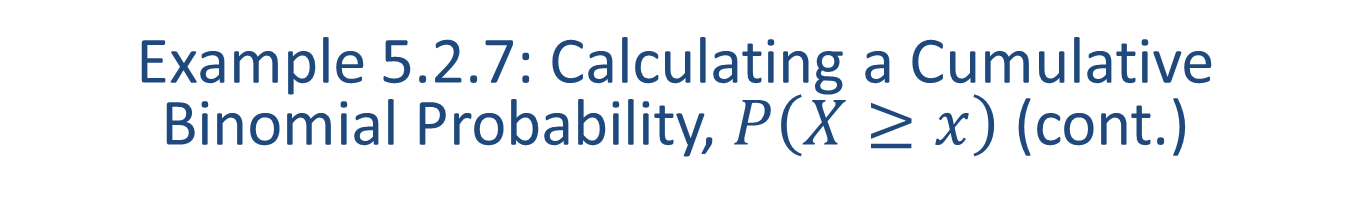 Example 5.2.7: Calculating a Cumulative
Binomial Probability, 𝑃(𝑋 ≥ 𝑥) (cont.)